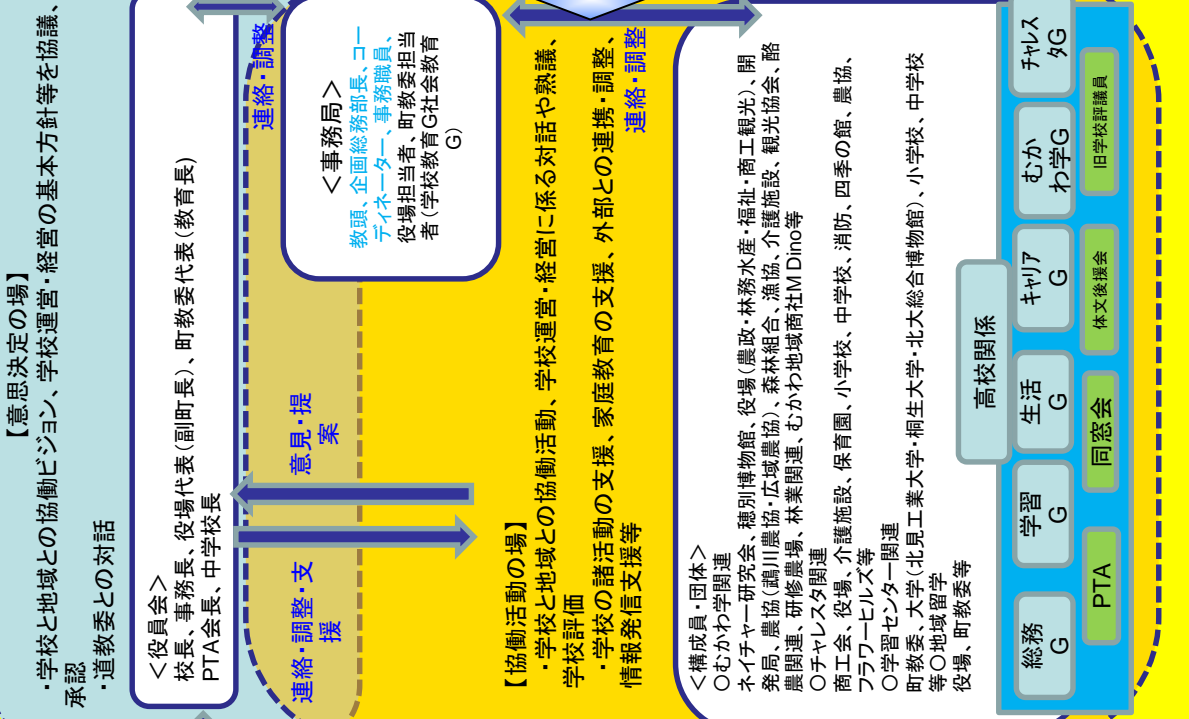 【意思決定の場】
・学校と地域との協働ビジョン、学校運営・経営の基本方針等を協議、
承認
・道教委との対話
＜役員会＞
校長、事務長、役場代表（副町長）、町教委代表（教育長）
PTA会長、中学校長
連絡・調整
＜事務局＞
教頭、企画総務部長、コー
ディネーター、事務職員、
役場担当者、町教委担当
者（学校教育G社会教育
G）
意見・提
案
連絡・調整・支
援
【協働活動の場】
・学校と地域との協働活動、学校運営・経営に係る対話や熟議、
学校評価
・学校の諸活動の支援、家庭教育の支援、外部との連携・調整、
情報発信支援等
連絡・調整
＜構成員・団体＞
○むかわ学関連
ネイチャー研究会、穂別博物館、役場（農政・林務水産・福祉・商工観光）、開
発局、農協（鵡川農協・広域農協）、森林組合、漁協、介護施設、観光協会、酪
農関連、研修農場、林業関連、むかわ地域商社M Dino等
○チャレスタ関連
商工会、役場、介護施設、保育園、小学校、中学校、消防、四季の館、農協、
フラワーヒルズ等
○学習センター関連
町教委、大学（北見工業大学・桐生大学・北大総合博物館）、小学校、中学校
等○地域留学
役場、町教委等
高校関係
総務
G
学習
G
生活
G
キャリア
G
むか
わ学G
チャレス
タG
PTA
同窓会
体文後援会
旧学校評議員